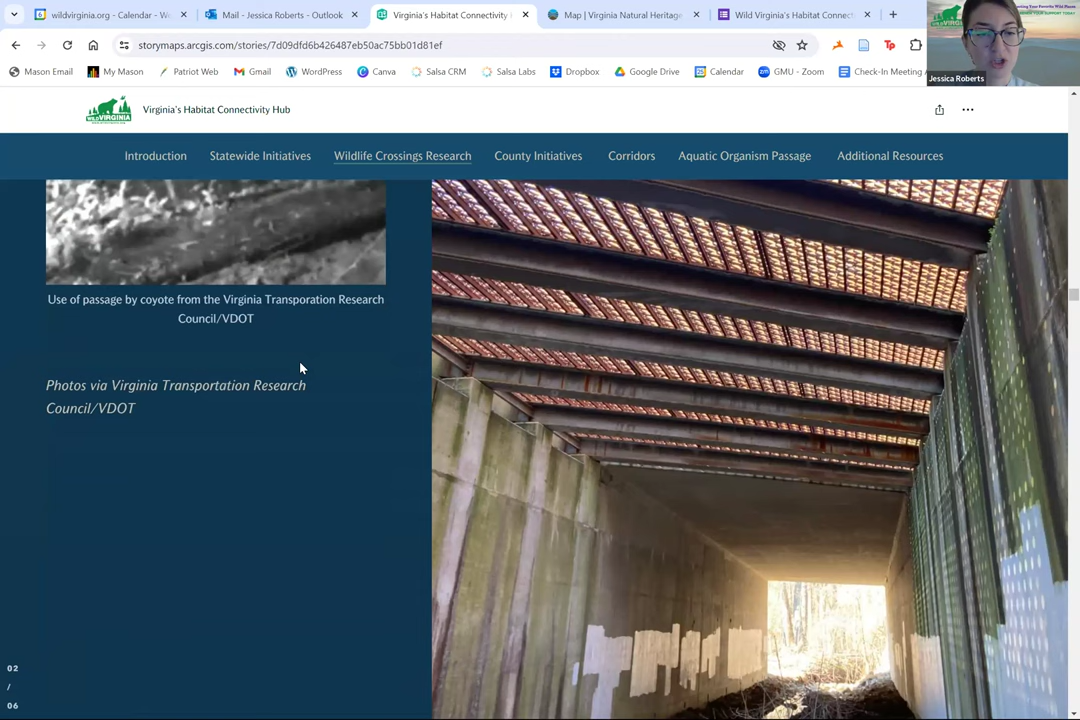 wildvirginia.org - Calendar - We
Mail - Jessica Roberts - Outlook
Virginia's Habitat Connectivity
Map | Virginia Natural Heritage
Wild Virginia's Habitat Connect
storymaps.arcgis.com/stories/7d09dfd6b426487eb50ac75bb01d81ef
Mason Email
My Mason
Patriot Web
Gmail
WordPress
Canva
Salsa CRM
Salsa Labs
Dropbox
Google Drive
Calendar
GMU - Zoom
Check-In Meeting
Jessica Roberts
WILD VIRGINIA
Virginia's Habitat Connectivity Hub
Introduction
Statewide Initiatives
Wildlife Crossings Research
County Initiatives
Corridors
Aquatic Organism Passage
Additional Resources
Use of passage by coyote from the Virginia Transporation Research
Council/VDOT
Photos via Virginia Transportation Research
Council/VDOT
02
/
06